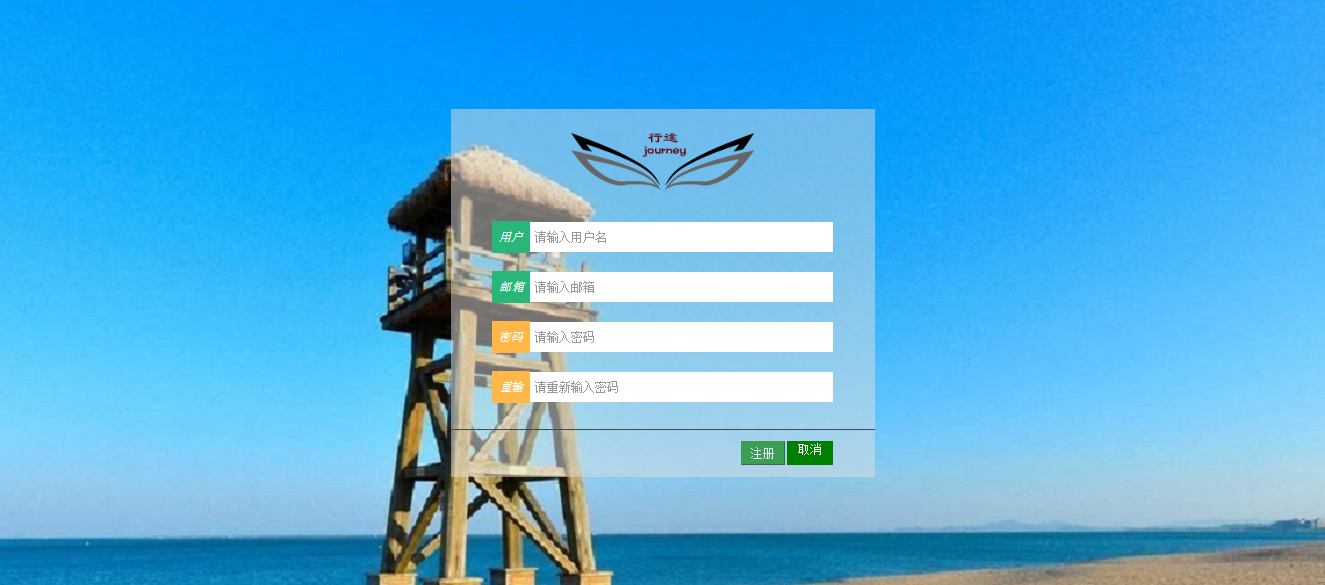 行途
journey
用户 请输入用户名
邮箱 请输入邮箱
密码 请输入密码
重输 请重新输入密码
注册 取消